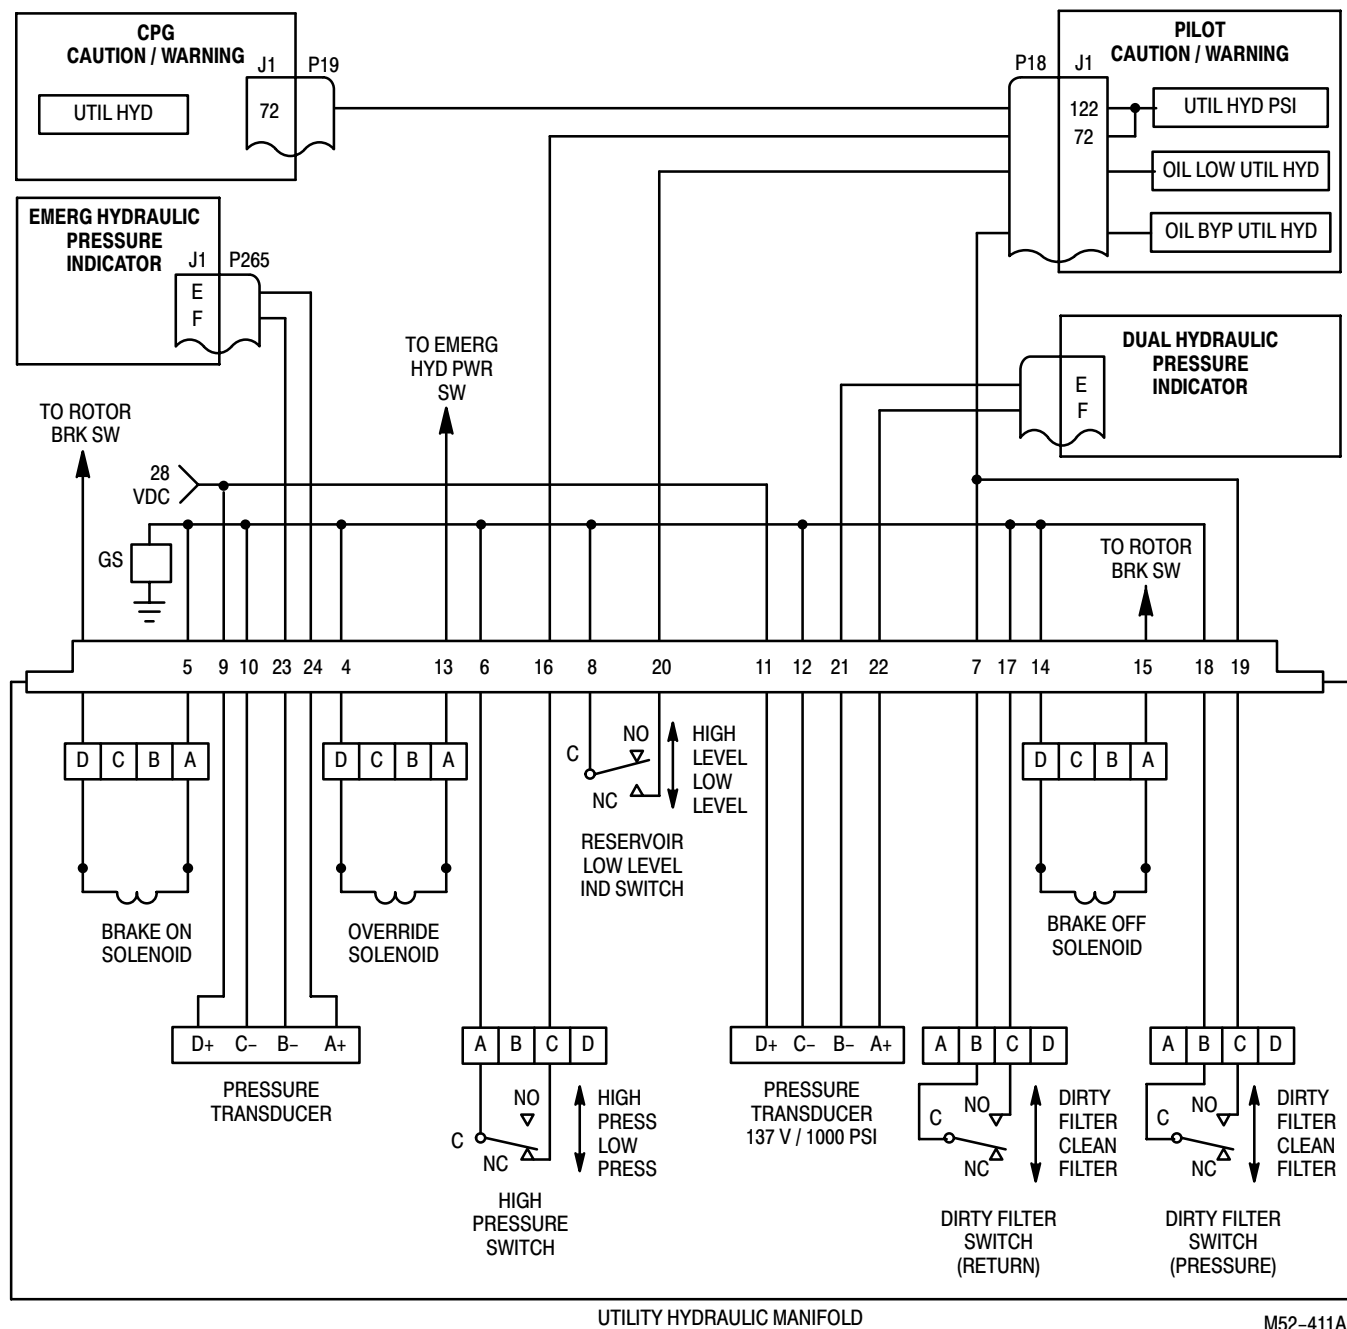 CPG
CAUTION / WARNING
UTIL HYD
J1
P19
72
PILOT
CAUTION / WARNING
P18
J1
122
72
UTIL HYD PSI
OIL LOW UTIL HYD
OIL BYP UTIL HYD
EMERG HYDRAULIC
PRESSURE
INDICATOR
J1
P265
E
F
DUAL HYDRAULIC
PRESSURE
INDICATOR
E
F
TO EMERG
HYD PWR
SW
TO ROTOR
BRK SW
28
VDC
GS
TO ROTOR
BRK SW
5 9 10 23 24 4 13 6 16 8 20 11 12 21 22 7 17 14 15 18 19
D C B A
BRAKE ON
SOLENOID
D C B A
OVERRIDE
SOLENOID
C
NO
NC
HIGH
LEVEL
LOW
LEVEL
RESERVOIR
LOW LEVEL
IND SWITCH
D C B A
BRAKE OFF
SOLENOID
D+ C– B– A+
PRESSURE
TRANSDUCER
A B C D
C
NO
NC
HIGH
PRESS
LOW
PRESS
HIGH
PRESSURE
SWITCH
D+ C– B– A+
PRESSURE
TRANSDUCER
137 V / 1000 PSI
A B C D
C
NO
NC
DIRTY
FILTER
CLEAN
FILTER
DIRTY FILTER
SWITCH
(RETURN)
A B C D
C
NO
NC
DIRTY
FILTER
CLEAN
FILTER
DIRTY FILTER
SWITCH
(PRESSURE)
UTILITY HYDRAULIC MANIFOLD
M52–411A